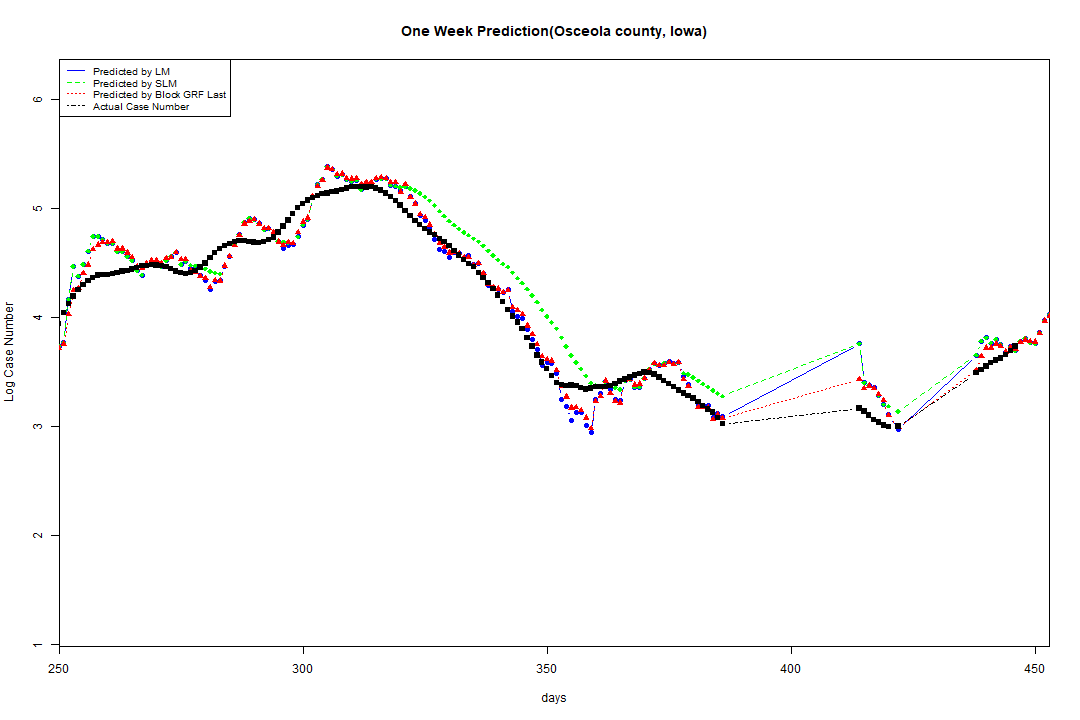 One Week Prediction(Osceola county, Iowa)
Predicted by LM
Predicted by SLM
Predicted by Block GRF Last
Actual Case Number
6
5
4
3
2
1
Log Case Number
250 300 350 400 450
days